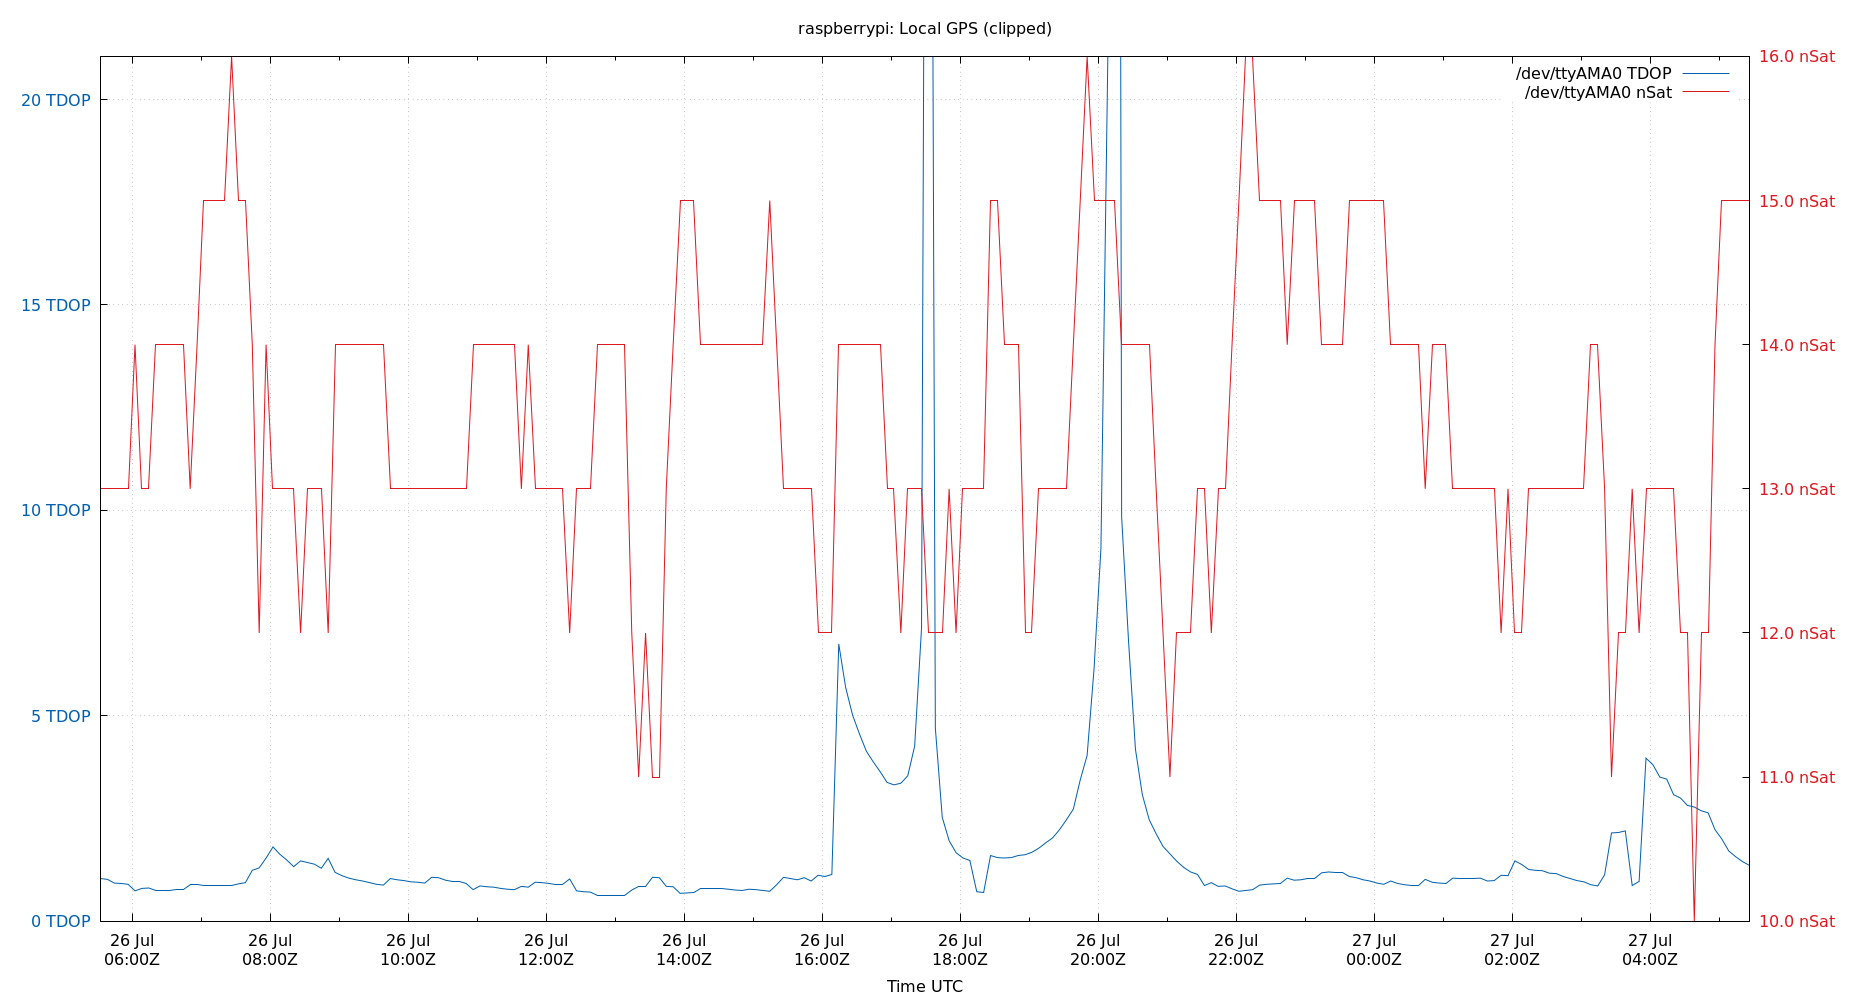 raspberrypi: Local GPS (clipped)
/dev/ttyAMA0 TDOP
/dev/ttyAMA0 nSat
20 TDOP
15 TDOP
10 TDOP
5 TDOP
0 TDOP
16.0 nSat
15.0 nSat
14.0 nSat
13.0 nSat
12.0 nSat
11.0 nSat
10.0 nSat
26 Jul 26 Jul 26 Jul 26 Jul 26 Jul 26 Jul 26 Jul 26 Jul 26 Jul 27 Jul 27 Jul 27 Jul
06:00Z 08:00Z 10:00Z 12:00Z 14:00Z 16:00Z 18:00Z 20:00Z 22:00Z 00:00Z 02:00Z 04:00Z
Time UTC